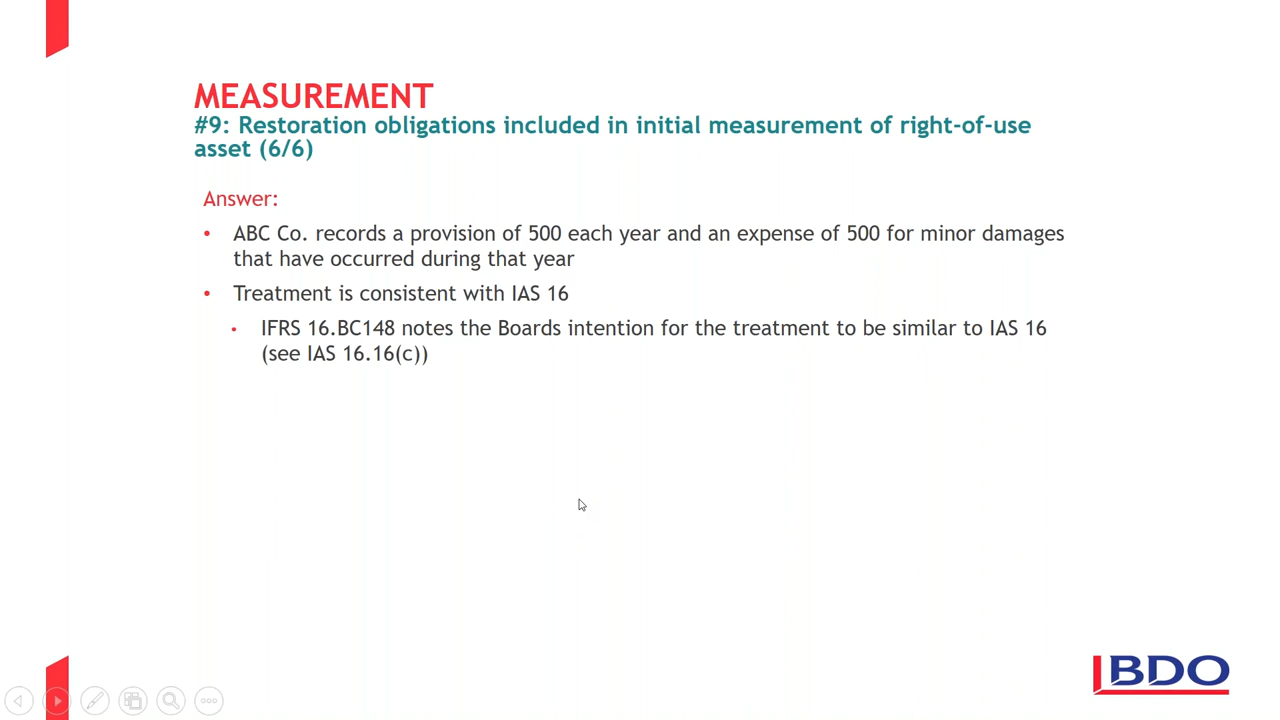 MEASUREMENT
#9: Restoration obligations included in initial measurement of right-of-use
asset (6/6)
Answer:
• ABC Co. records a provision of 500 each year and an expense of 500 for minor damages
that have occurred during that year
• Treatment is consistent with IAS 16
• IFRS 16.BC148 notes the Boards intention for the treatment to be similar to IAS 16
(see IAS 16.16(c))
BDO